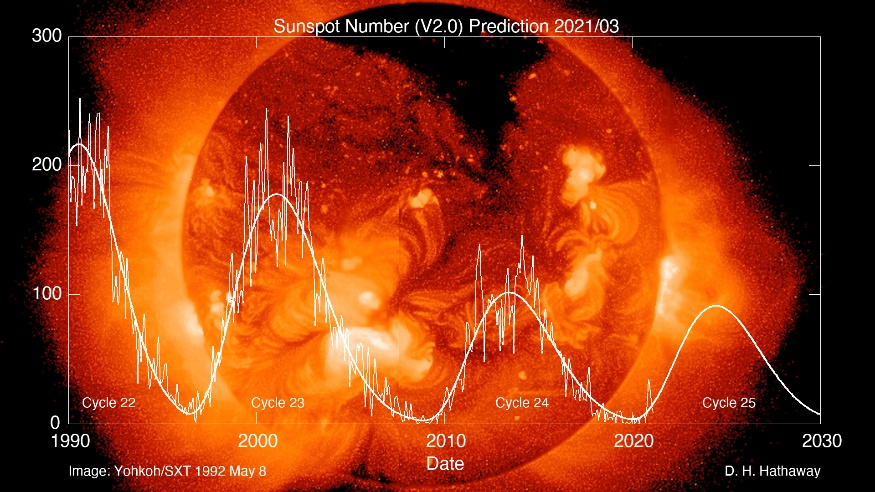 Sunspot Number (V2.0) Prediction 2021/03
300
200
100
0
Cycle 22 Cycle 23 Cycle 24 Cycle 25
1990 2000 2010 2020 2030
Date
Image: Yohkoh/SXT 1992 May 8 D. H. Hathaway